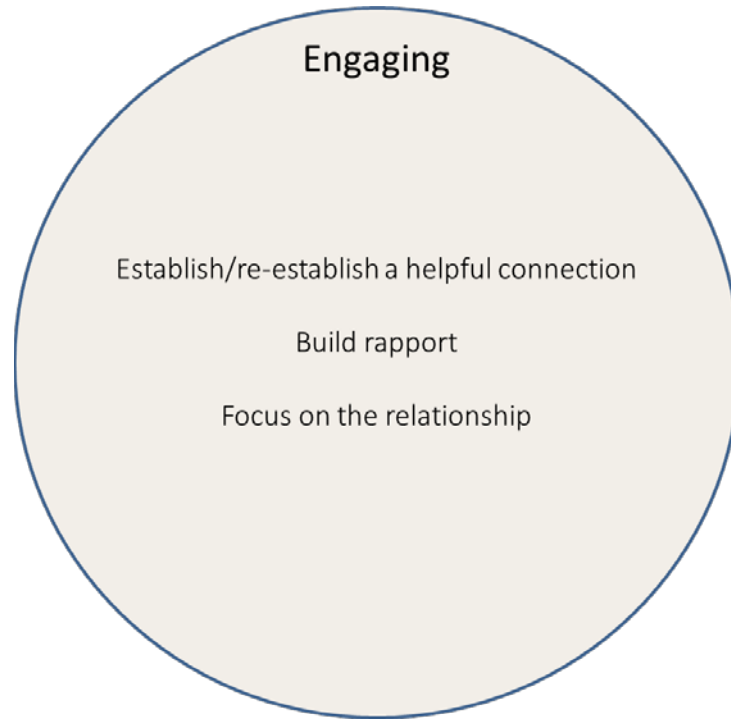 Engaging
Establish/re-establish a helpful connection
Build rapport
Focus on the relationship